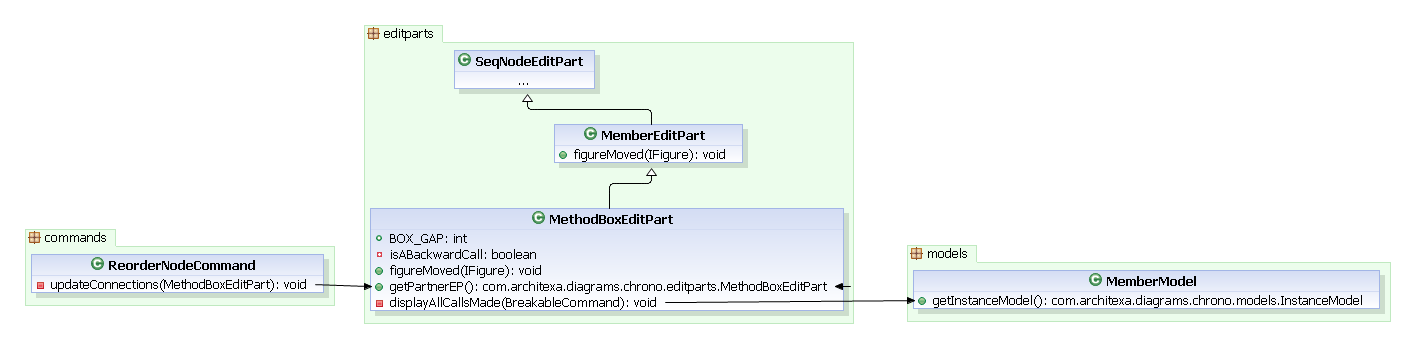 editparts
SeqNodeEditPart
...
MemberEditPart
figureMoved(IFigure): void
MethodBoxEditPart
BOX_GAP: int
isABackwardCall: boolean
figureMoved(IFigure): void
getPartnerEP(): com.architexa.diagrams.chrono.editparts.MethodBoxEditPart
displayAllCallsMade(BreakableCommand): void
commands
ReorderNodeCommand
updateConnections(MethodBoxEditPart): void
models
MemberModel
getInstanceModel(): com.architexa.diagrams.chrono.models.InstanceModel